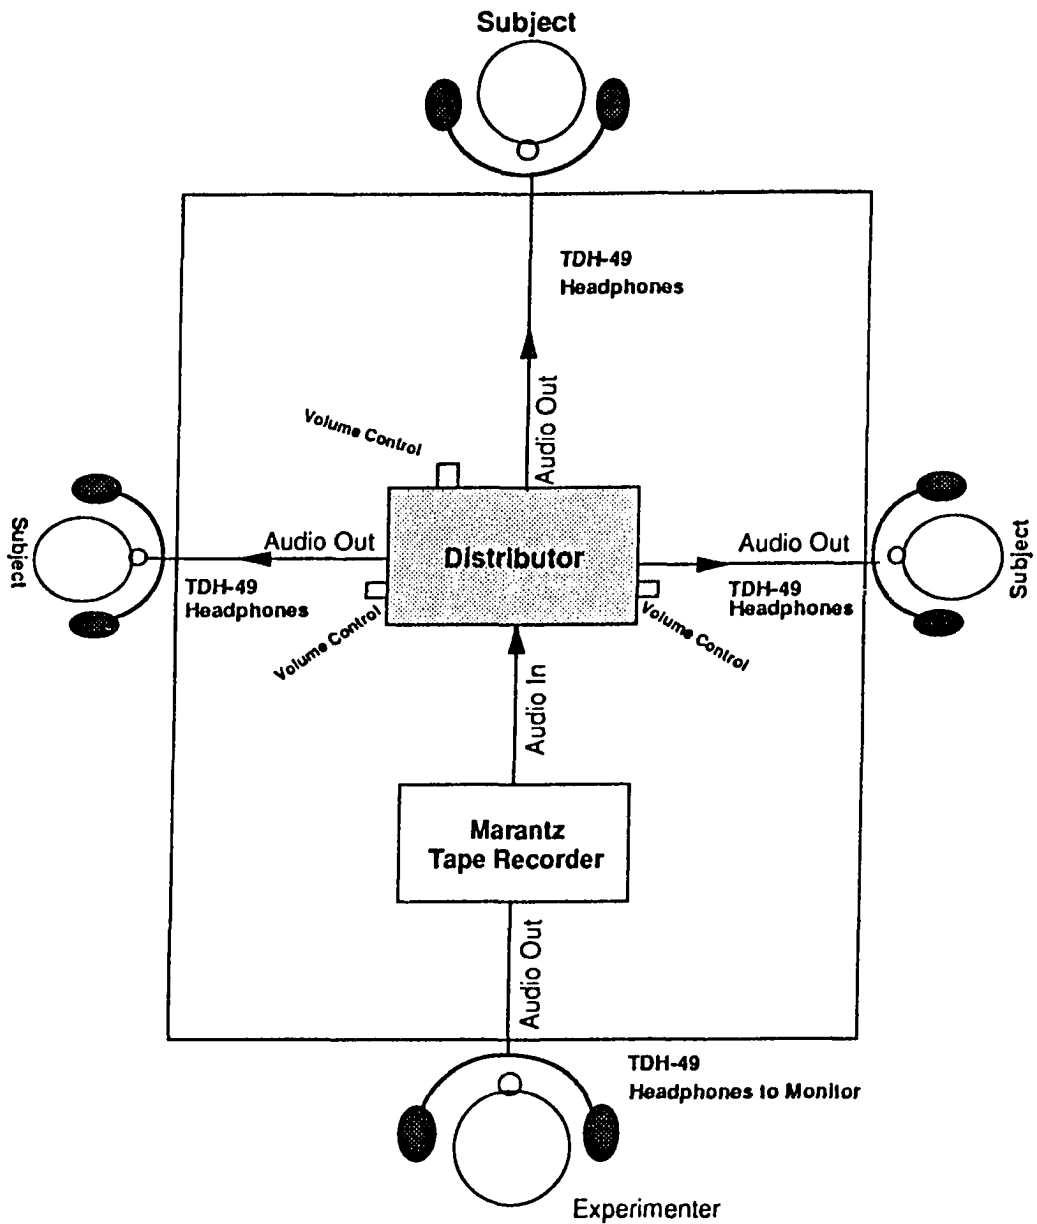 Subject
TDH-49
Headphones
Audio Out
Volume Control
Subject
Audio Out
TDH-49
Headphones
Volume Control
Distributor
Audio Out
TDH-49
Headphones
Volume Control
Subject
Audio In
Marantz
Tape Recorder
Audio Out
TDH-49
Headphones to Monitor
Experimenter